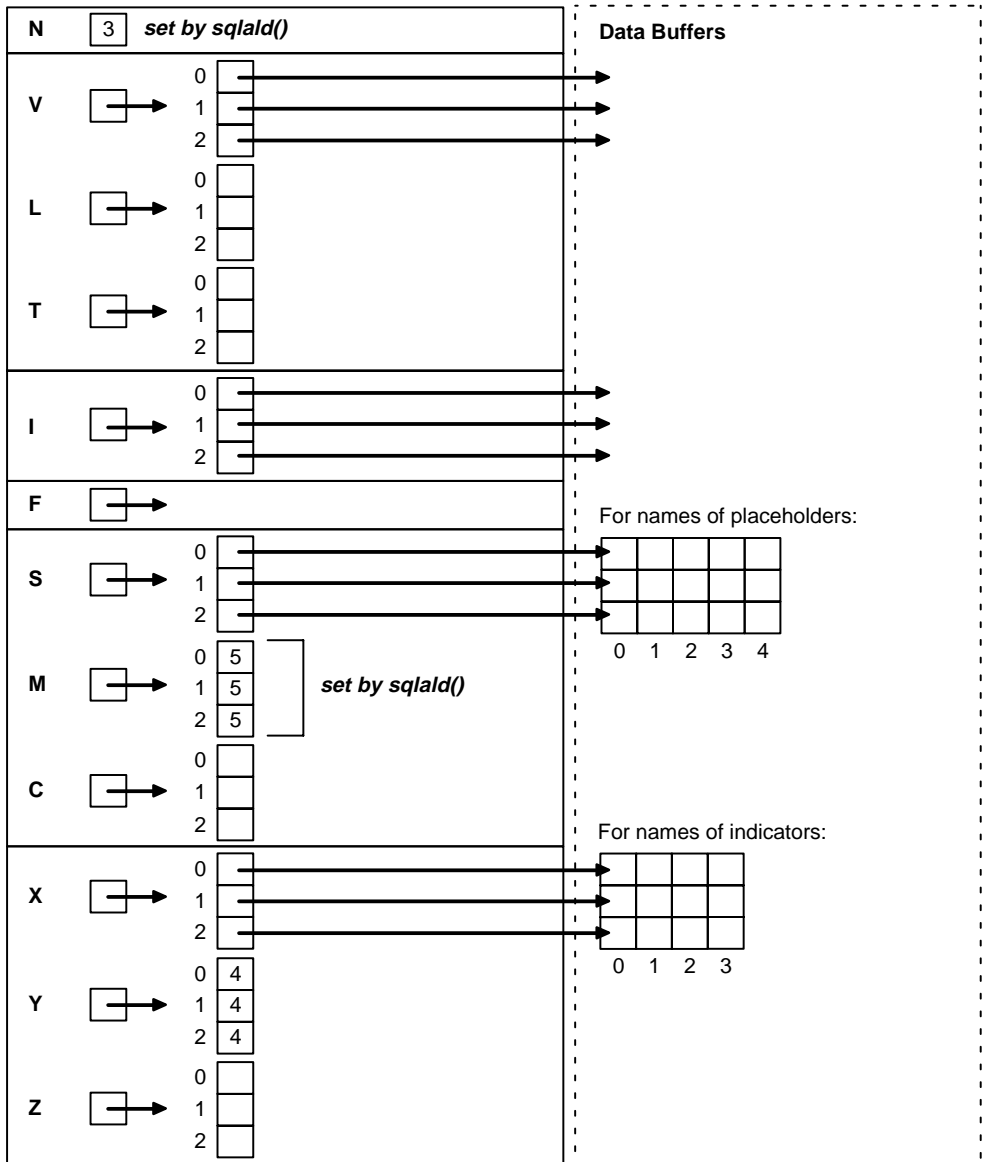 N 3 set by sqlald() Data Buffers
0
V 1
2
0
L 1
2
0
T 1
2
0
I 1
2
F
For names of placeholders:
0
S 1
2
0 1 2 3 4
0 5
M 1 5 set by sqlald()
2 5
0
C 1
2
For names of indicators:
0
X 1
2
0 1 2 3
0 4
Y 1 4
2 4
0
Z 1
2